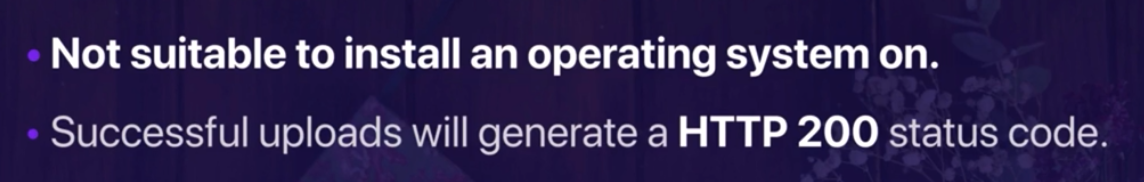 • Not suitable to install an operating system on.
• Successful uploads will generate a HTTP 200 status code.